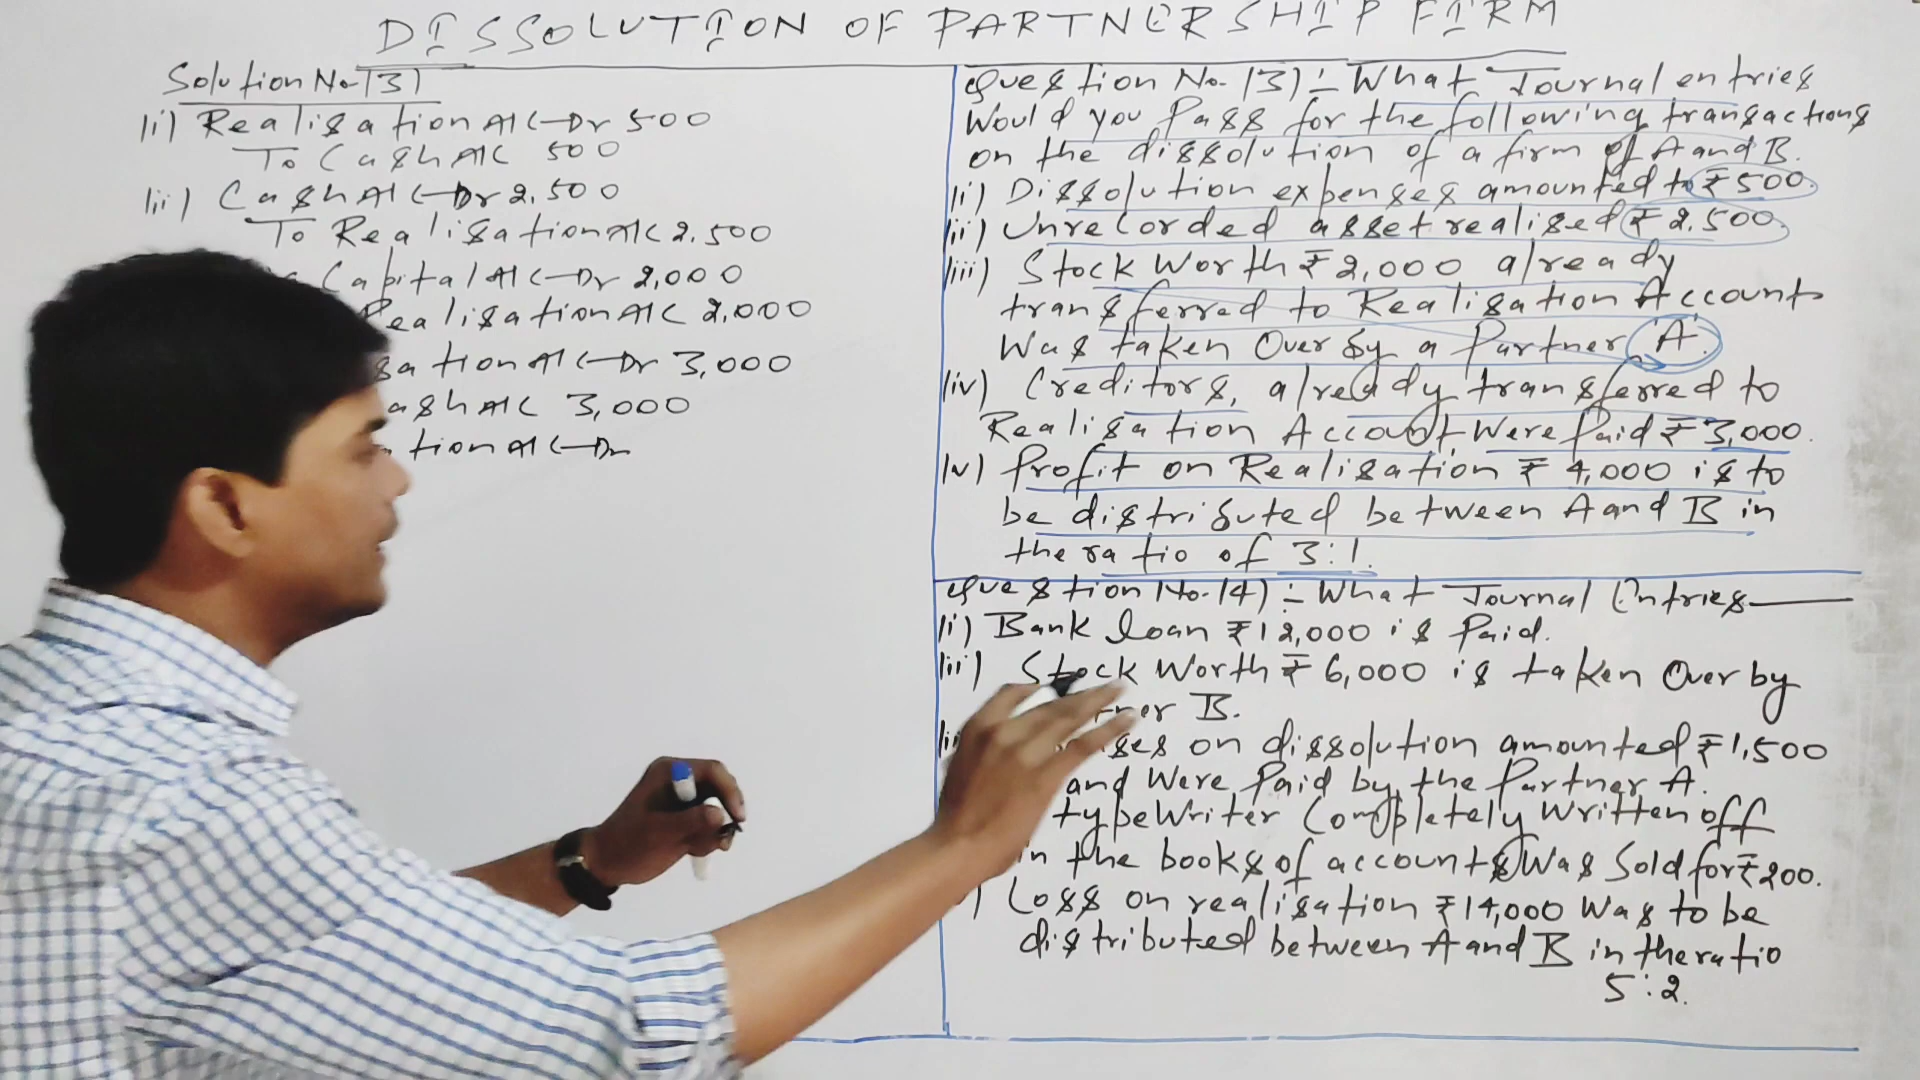 DISSOLUTION OF PARTNERSHIP FIRM
Solution No-13)
(i) Realisation A/C—Dr 500
To Cash A/C 500
(ii) Cash A/C—Dr 2,500
To Realisation A/C 2,500
Capital A/C—Dr 2,000
Realisation A/C 2,000
sation A/C—Dr 3,000
ash A/C 3,000
tion A/C—Dr
Question No. 13):- What Journal entries
Would you Pass for the following transactions
on the dissolution of a firm of A and B.
(i) Dissolution expenses amounted to ₹500.
(ii) Unrecorded asset realised ₹2,500.
(iii) Stock Worth ₹2,000 already
transferred to Realisation Account
Was taken Over by a Partner 'A'.
(iv) Creditors, already transferred to
Realisation Account Were Paid ₹3,000.
(v) Profit on Realisation ₹4,000 is to
be distributed between A and B in
the ratio of 3:1.
Question No.14):- What Journal Entries
(i) Bank loan ₹12,000 is Paid.
(ii) Stock Worth ₹6,000 is taken Over by
ner B.
ses on dissolution amounted ₹1,500
and Were Paid by the Partner A.
typeWriter Completely Written off
in the books of accounts Was Sold for ₹200.
) Loss on realisation ₹14,000 Was to be
distributed between A and B in the ratio
5:2.